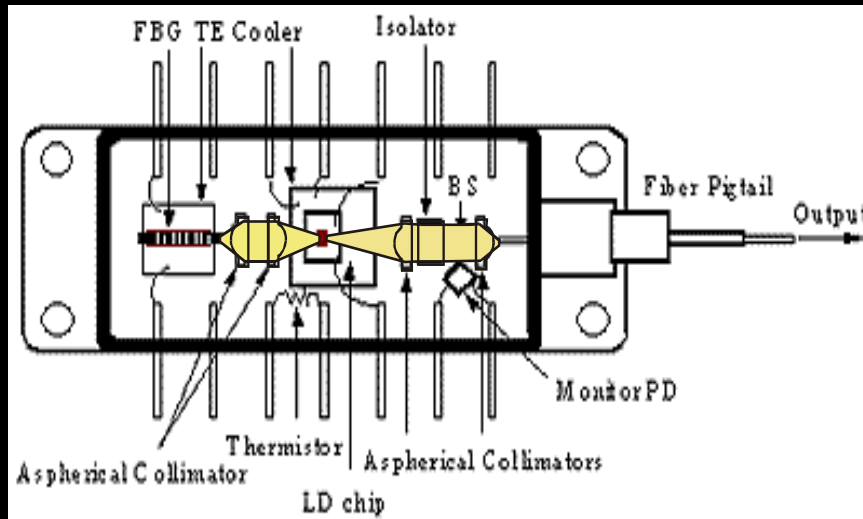 FBG TE Cooler
Isolator
BS
Fiber Pigtail
Output
Monitor PD
Thermistor
Aspherical Collimator
Aspherical Collimators
LD chip